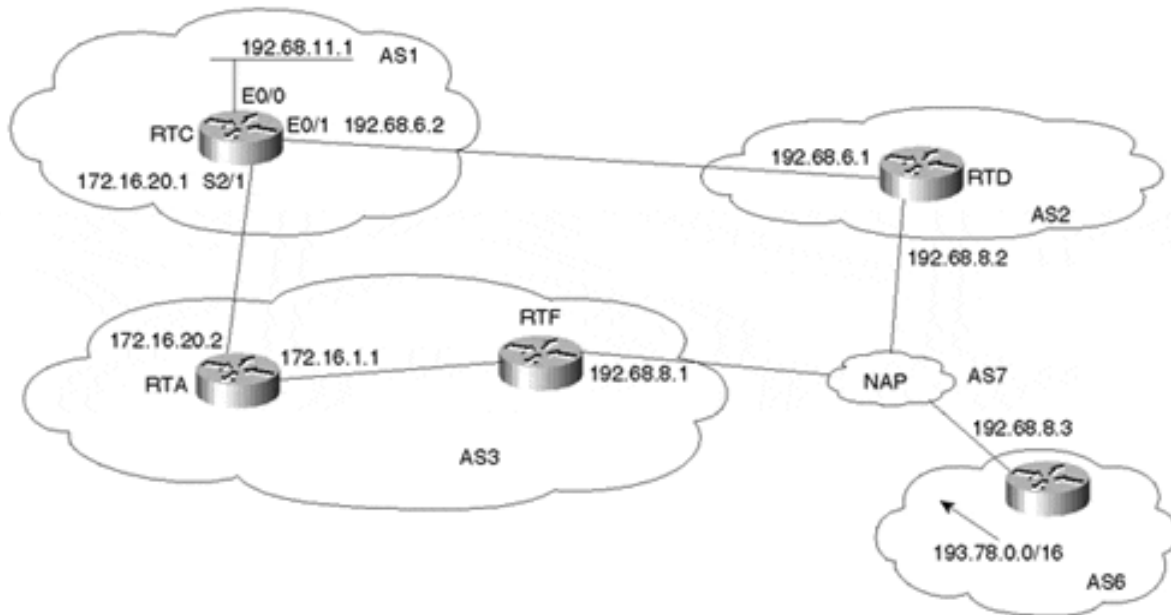 192.68.11.1
AS1
E0/0
RTC
E0/1
192.68.6.2
172.16.20.1
S2/1
192.68.6.1
RTD
AS2
192.68.8.2
172.16.20.2
RTA
172.16.1.1
RTF
192.68.8.1
AS3
NAP
AS7
192.68.8.3
193.78.0.0/16
AS6